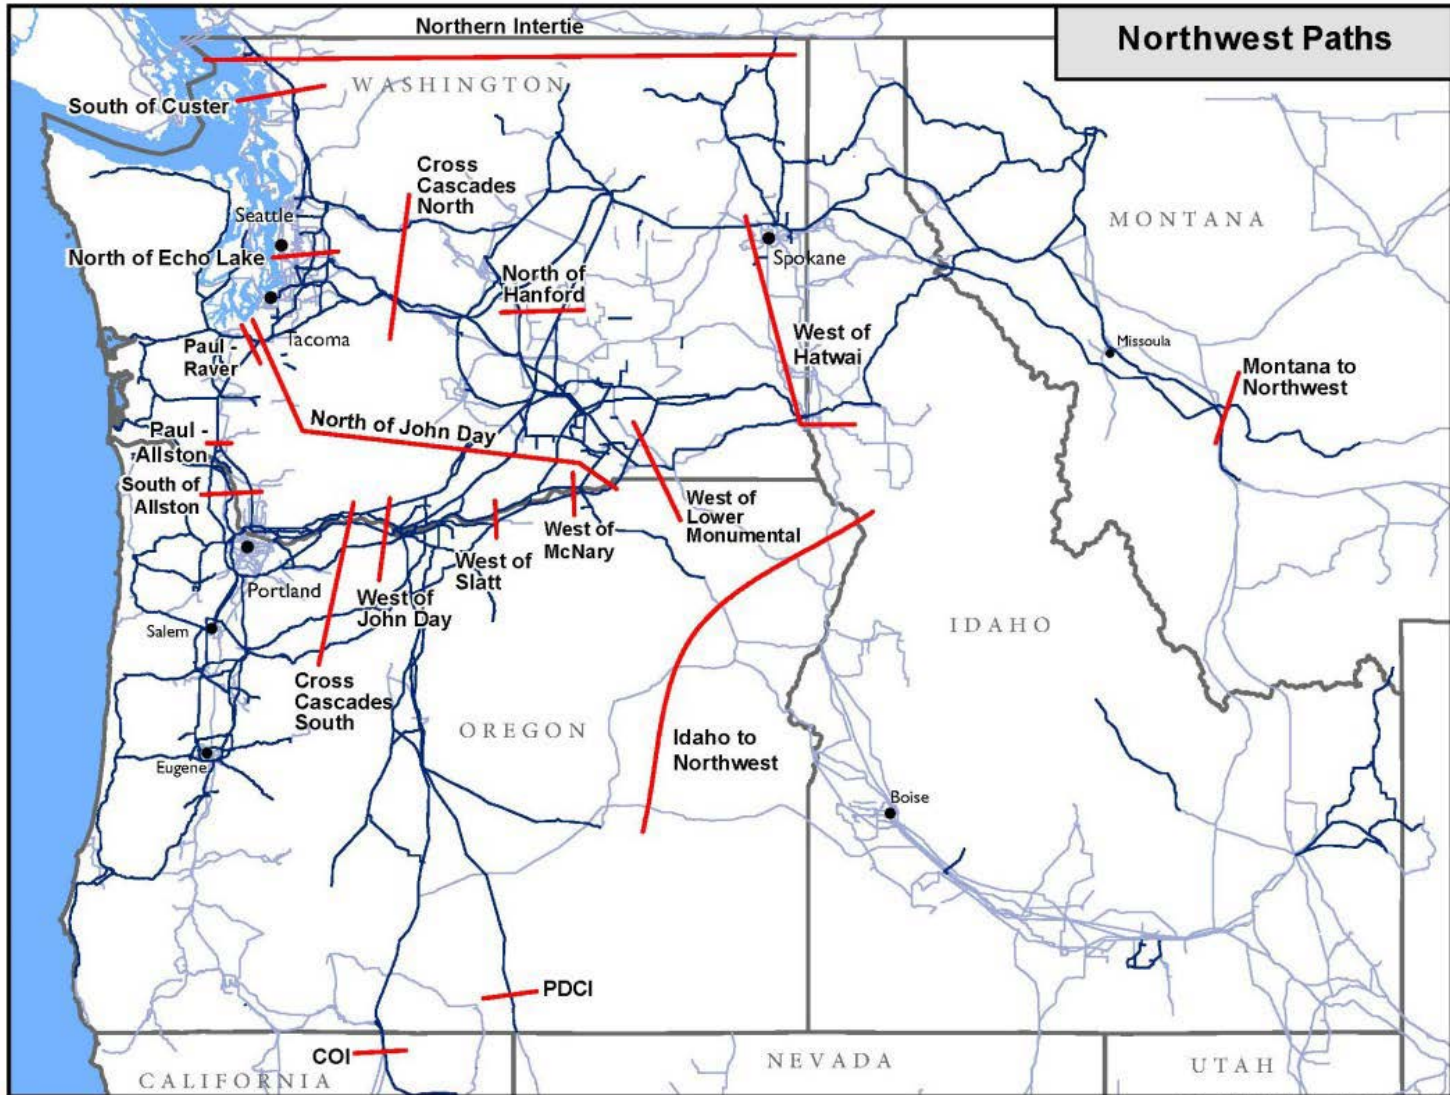 Northwest Paths
Northern Intertie
WASHINGTON
South of Custer
Cross
Cascades
North
Seattle
North of Echo Lake
MONTANA
Spokane
North of
Hanford
Tacoma
Paul -
Raver
West of
Hatwai
Missoula
Montana to
Northwest
North of John Day
Paul -
Allston
South of
Allston
West of
Lower
Monumental
West of
McNary
West of
Slatt
Portland
West of
John Day
Salem
IDAHO
Cross
Cascades
South
OREGON
Idaho to
Northwest
Eugene
Boise
PDCI
COI
CALIFORNIA
NEVADA
UTAH